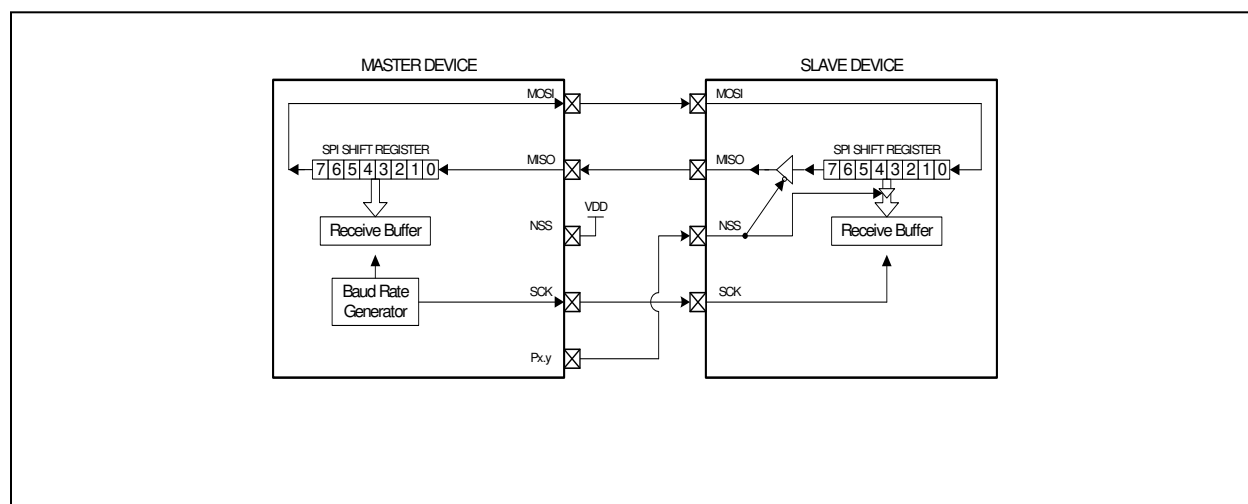 MASTER DEVICE SLAVE DEVICE
MOSI MOSI
SPI SHIFT REGISTER MISO MISO SPI SHIFT REGISTER
7 6 5 4 3 2 1 0 7 6 5 4 3 2 1 0
VDD
Receive Buffer NSS NSS Receive Buffer
Baud Rate
Generator SCK SCK
Px.y